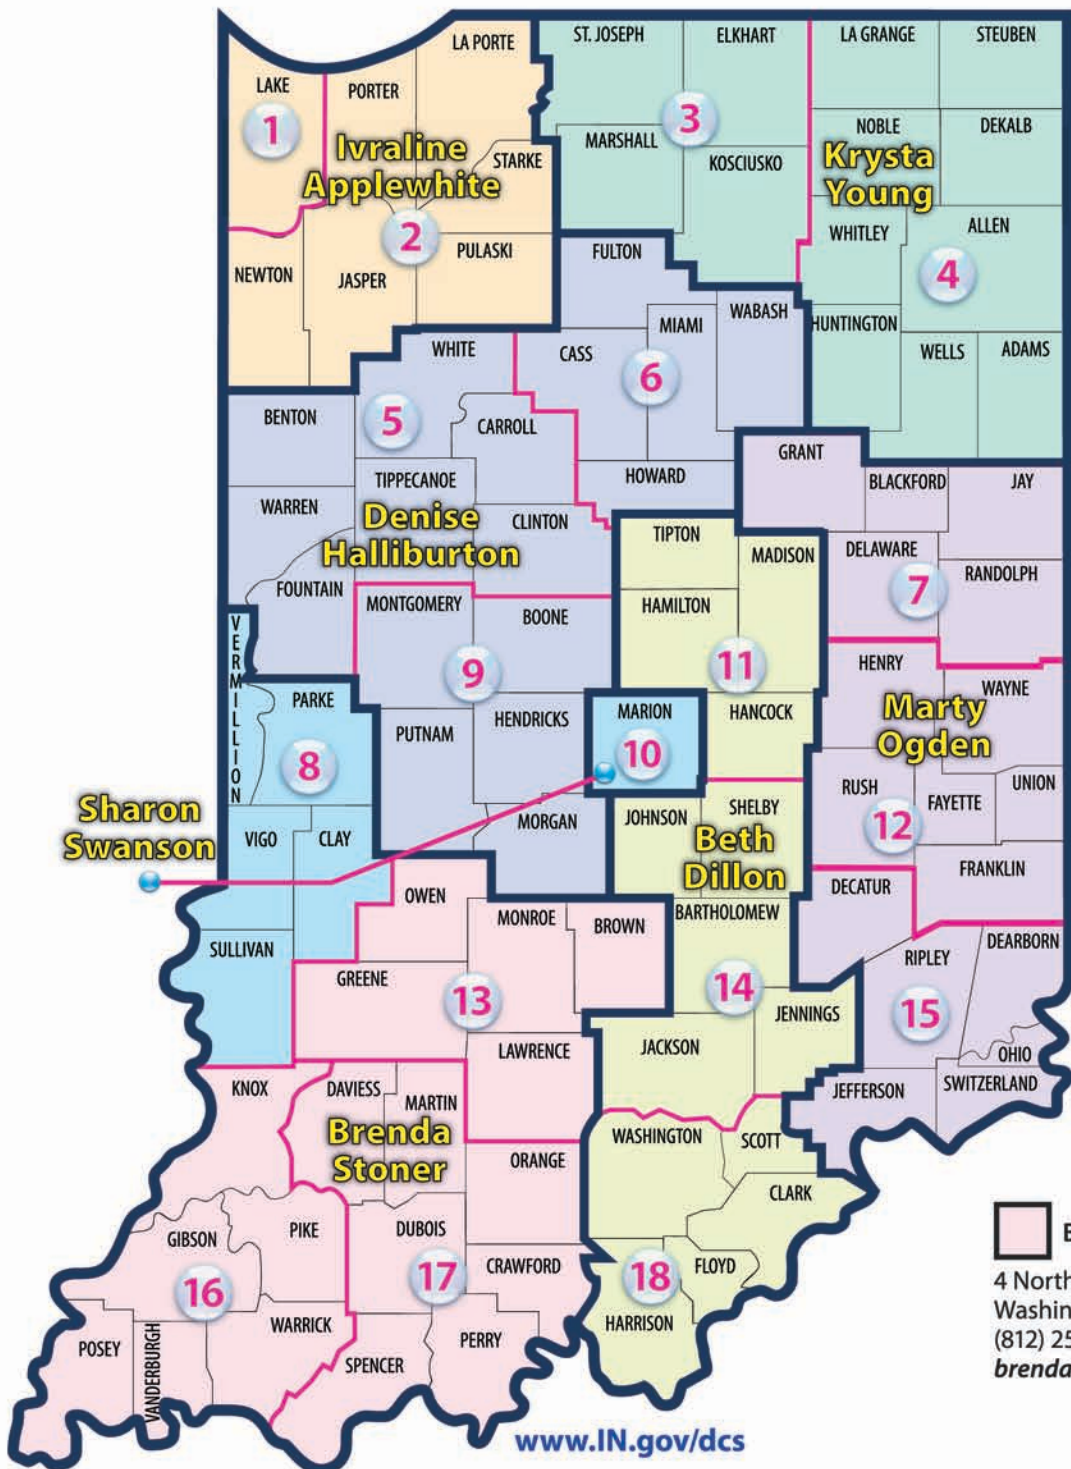 ST. JOSEPH
ELKHART
LA GRANGE
STEUBEN
LA PORTE
LAKE
PORTER
1
3
NOBLE
DEKALB
MARSHALL
Ivraline
Applewhite
STARKE
KOSCIUSKO
Krysta
Young
2
WHITLEY
ALLEN
NEWTON
JASPER
PULASKI
FULTON
4
WABASH
MIAMI
HUNTINGTON
WHITE
CASS
WELLS
ADAMS
6
BENTON
5
CARROLL
GRANT
TIPPECANOE
HOWARD
BLACKFORD
JAY
WARREN
Denise
Halliburton
CLINTON
TIPTON
MADISON
DELAWARE
RANDOLPH
FOUNTAIN
MONTGOMERY
BOONE
HAMILTON
7
VERMILLION
9
11
HENRY
WAYNE
PARKE
HENDRICKS
MARION
HANCOCK
Marty
Ogden
PUTNAM
8
10
RUSH
FAYETTE
UNION
Sharon
Swanson
VIGO
CLAY
MORGAN
JOHNSON
SHELBY
12
Beth
Dillon
FRANKLIN
OWEN
DECATUR
MONROE
BROWN
BARTHOLOMEW
SULLIVAN
RIPLEY
DEARBORN
GREENE
13
14
15
JENNINGS
LAWRENCE
JACKSON
OHIO
KNOX
DAVIESS
MARTIN
JEFFERSON
SWITZERLAND
Brenda
Stoner
WASHINGTON
SCOTT
ORANGE
CLARK
GIBSON
PIKE
DUBOIS
CRAWFORD
FLOYD
16
17
18
POSEY
VANDERBURGH
WARRICK
SPENCER
PERRY
HARRISON
4 North
Washin
(812) 25
brenda
www.IN.gov/dcs